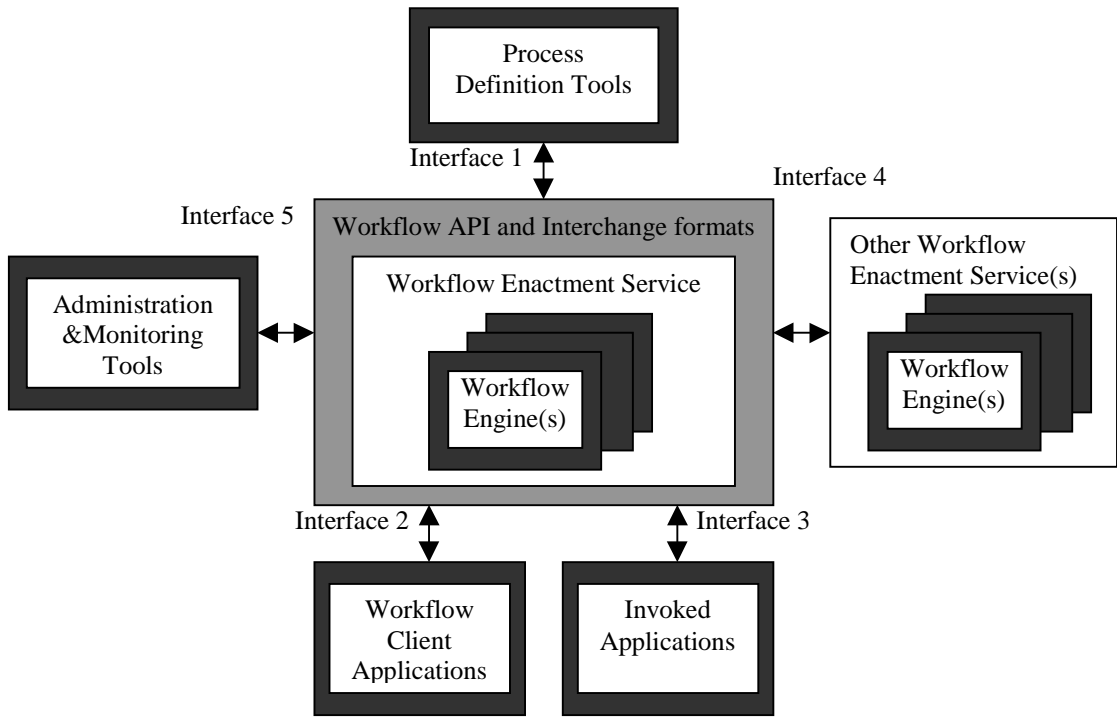 Process
Definition Tools
Interface 1
Interface 4
Interface 5
Workflow API and Interchange formats
Other Workflow
Enactment Service(s)
Workflow Enactment Service
Administration
&Monitoring
Tools
Workflow
Engine(s)
Workflow
Engine(s)
Interface 2
Interface 3
Workflow
Client
Applications
Invoked
Applications